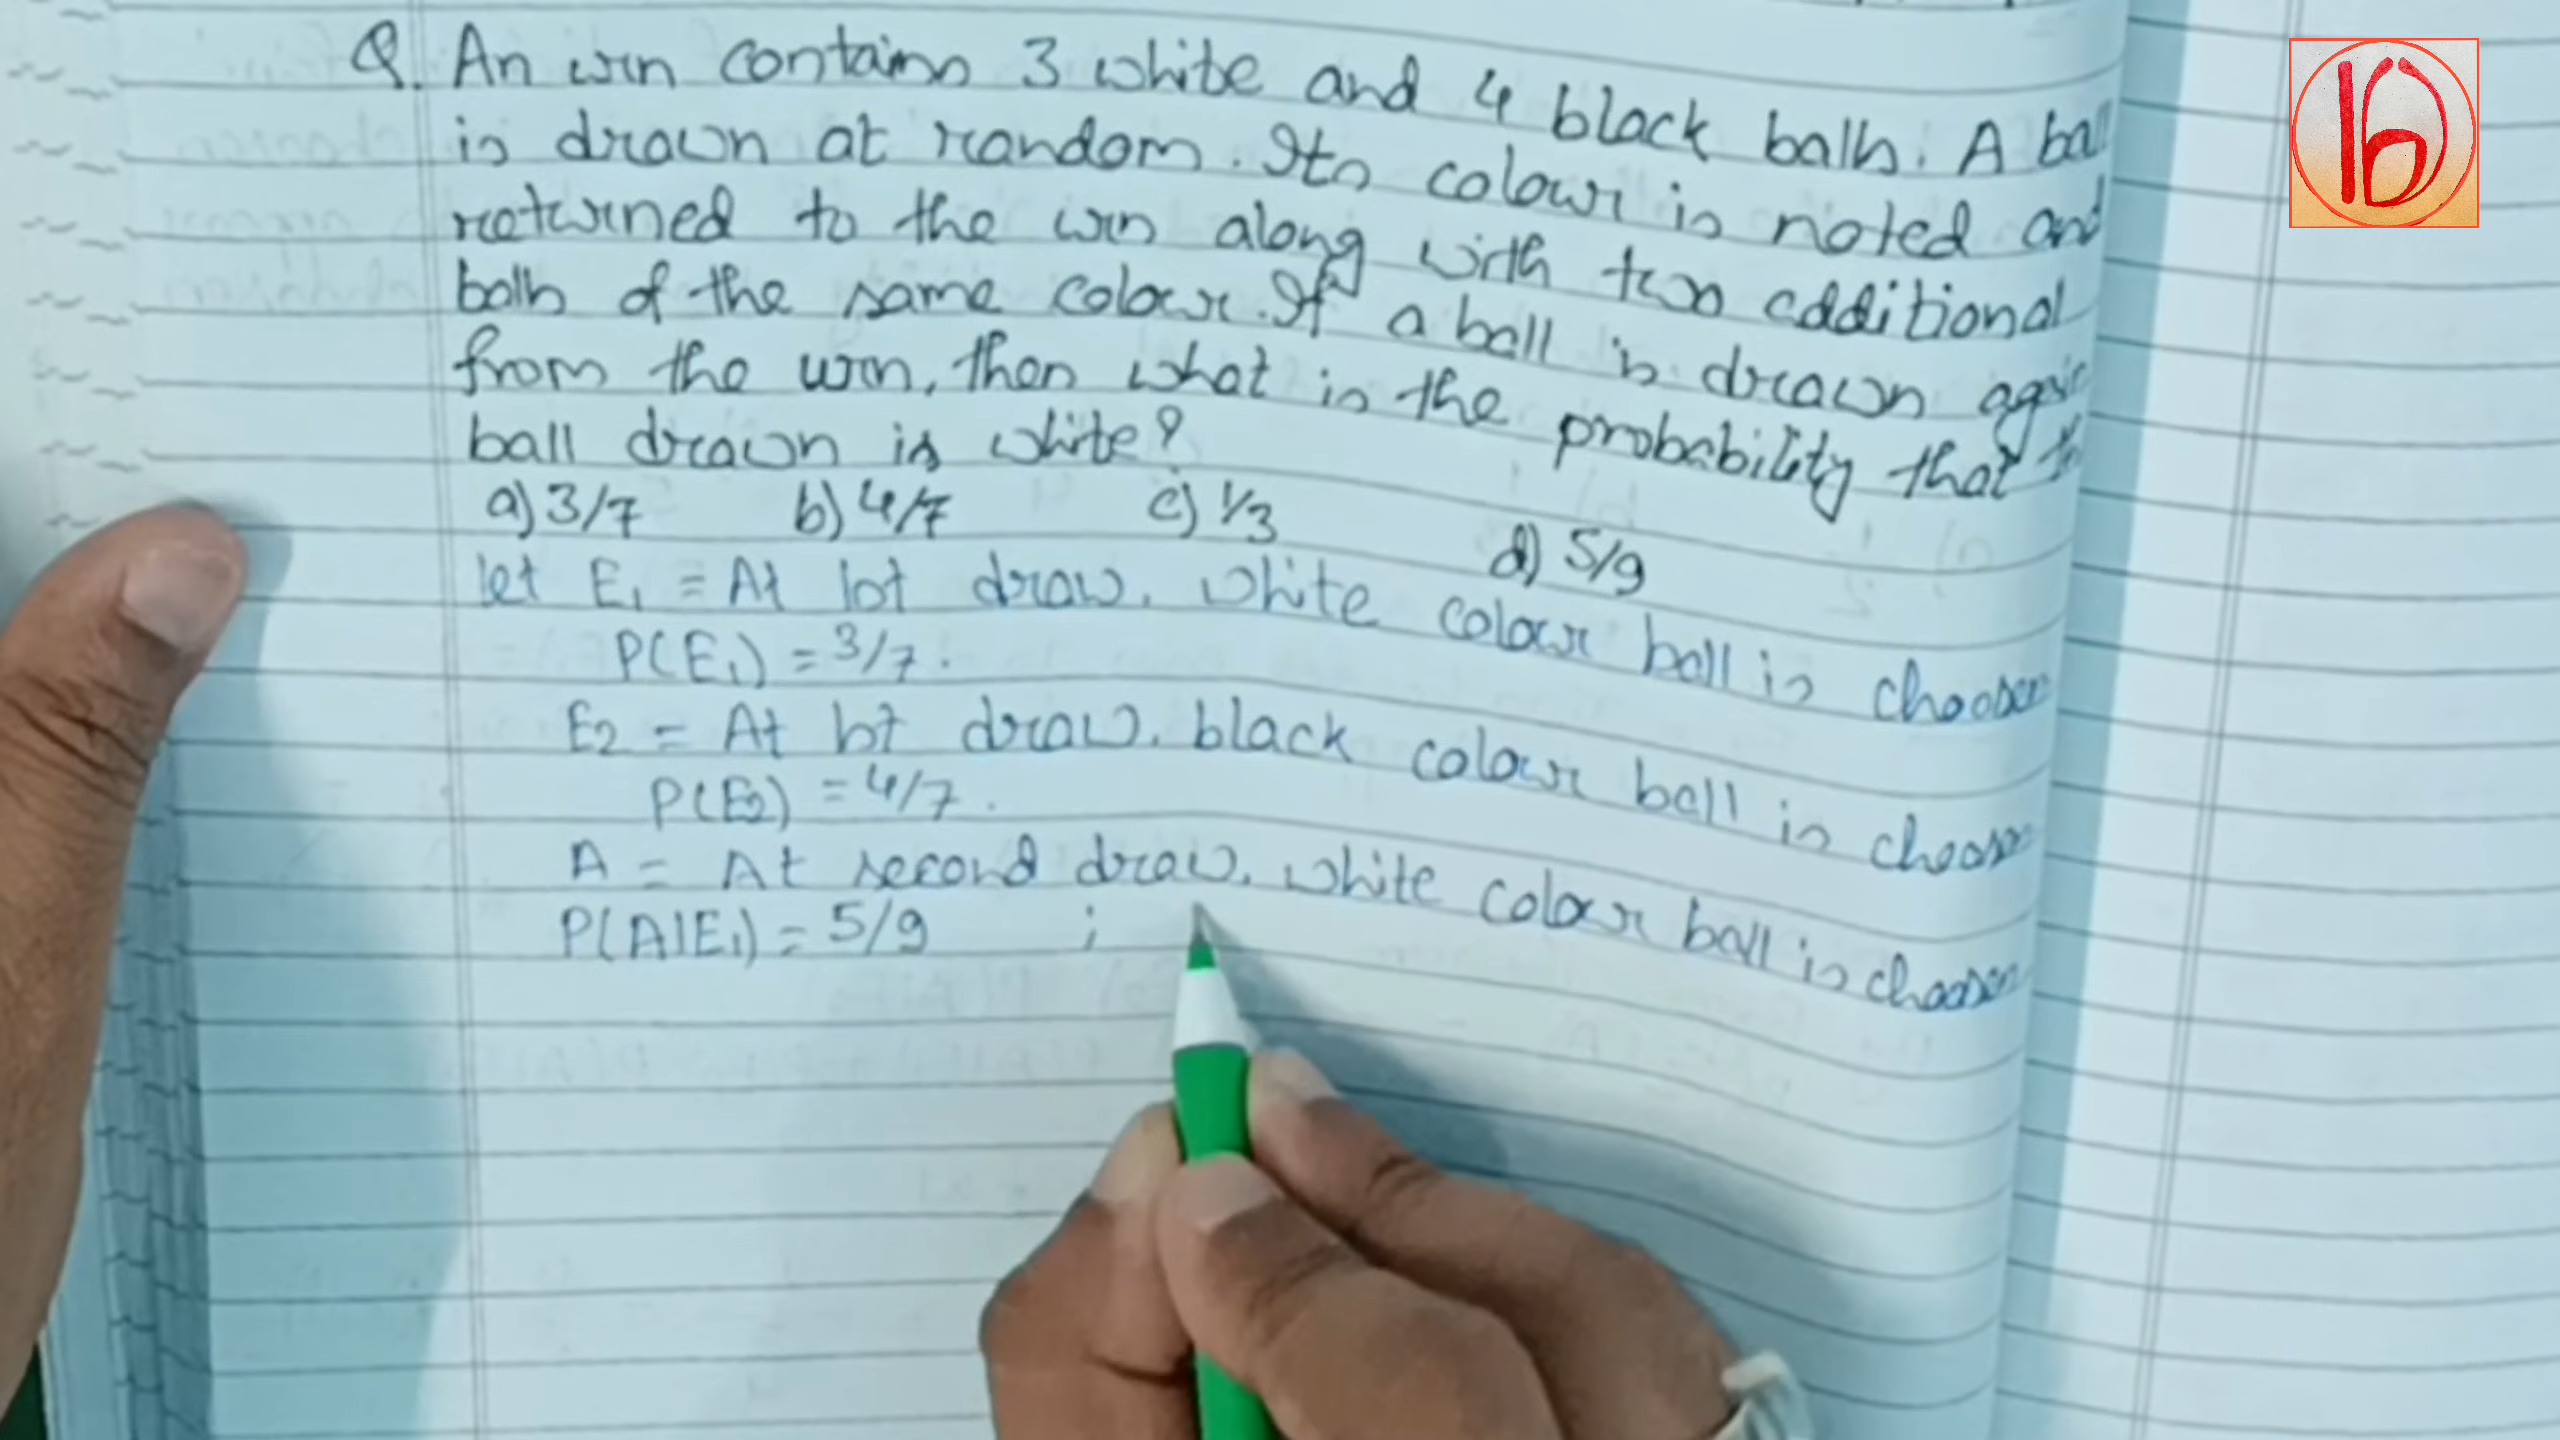 Q. An urn contains 3 white and 4 black balls. A ball
is drawn at random. Its colour is noted and
returned to the urn along with two additional
balls of the same colour. If a ball is drawn again
from the urn, then what is the probability that
ball drawn is white?
a) 3/7 b) 4/7 c) 1/3 d) 5/9
let E1 = At 1st draw, white colour ball is choosen
P(E1) = 3/7.
E2 = At 1st draw, black colour ball is choosen
P(E2) = 4/7.
A = At second draw, white colour ball is choosen
P(A|E1) = 5/9 ;